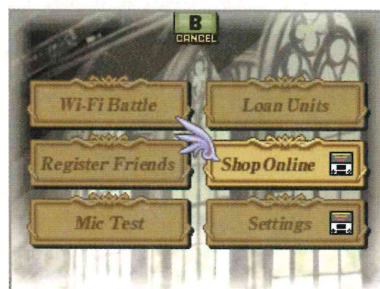 B
CANCEL
Wi-Fi Battle
Loan Units
Register Friends
Shop Online
Mic Test
Settings